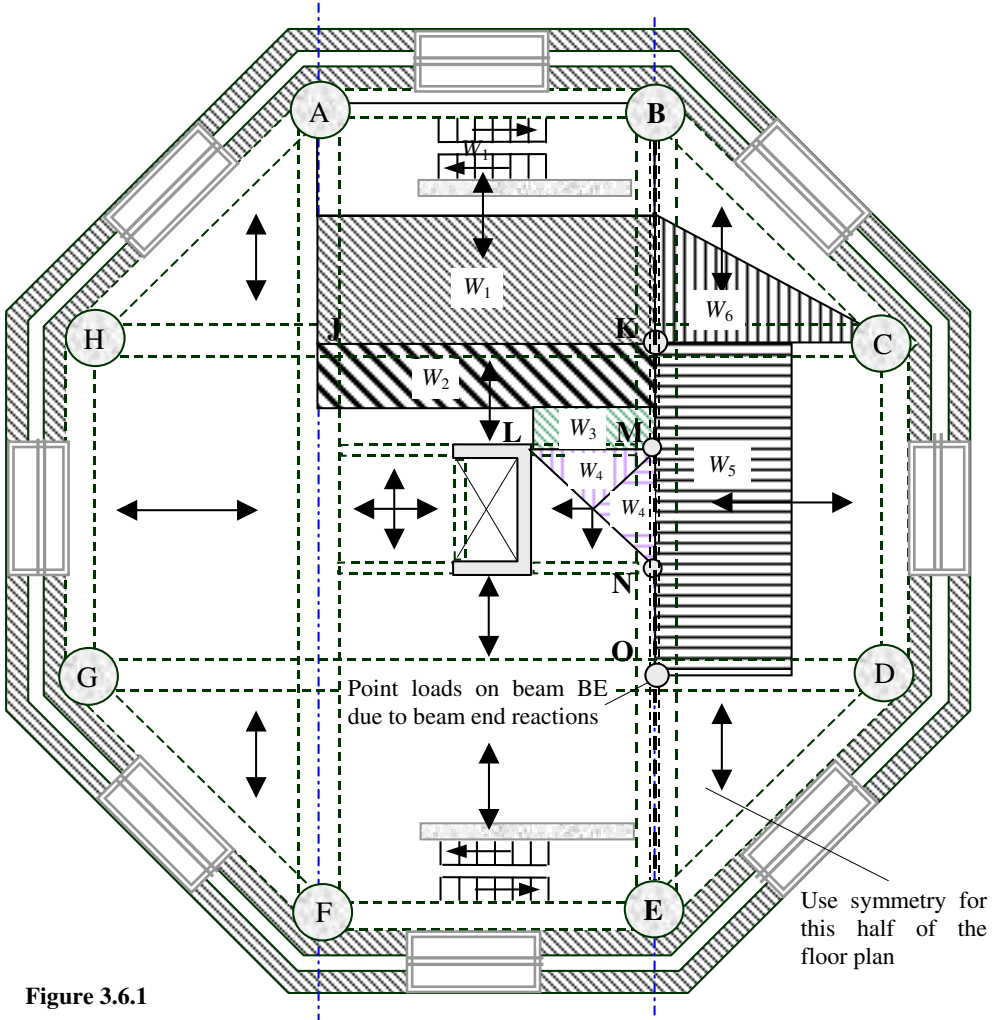 A
B
W1
W1
W6
J
K
H
C
W2
W3
L
M
W4
W5
W4
N
O
G
D
Point loads on beam BE
due to beam end reactions
F
E
Use symmetry for
this half of the
floor plan
Figure 3.6.1